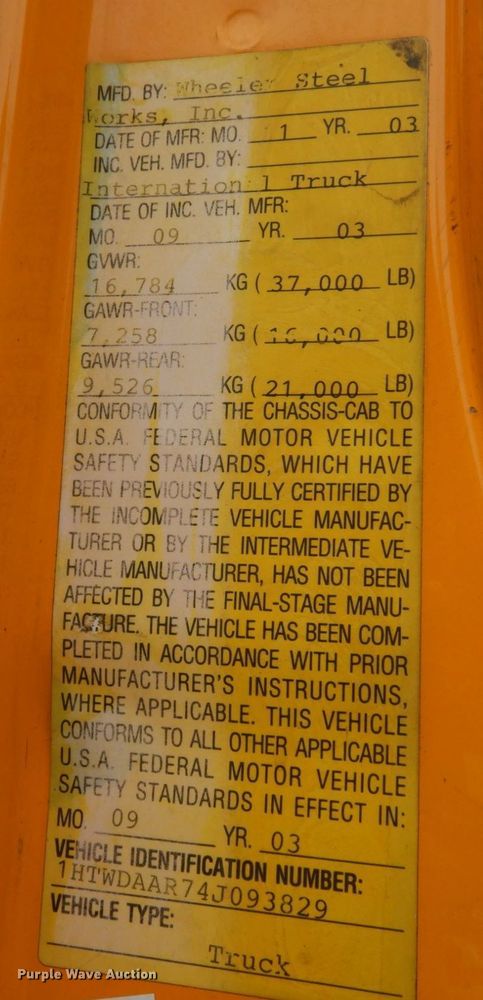 MFD. BY: Wheeler Steel
Works, Inc.
DATE OF MFR: MO. 1 YR. 03
INC. VEH. MFD. BY:
International Truck
DATE OF INC. VEH. MFR:
MO. 09 YR. 03
GVWR:
16,784 KG ( 37,000 LB)
GAWR-FRONT:
7,258 KG ( 16,000 LB)
GAWR-REAR:
9,526 KG ( 21,000 LB)
CONFORMITY OF THE CHASSIS-CAB TO
U.S.A. FEDERAL MOTOR VEHICLE
SAFETY STANDARDS, WHICH HAVE
BEEN PREVIOUSLY FULLY CERTIFIED BY
THE INCOMPLETE VEHICLE MANUFAC-
TURER OR BY THE INTERMEDIATE VE-
HICLE MANUFACTURER, HAS NOT BEEN
AFFECTED BY THE FINAL-STAGE MANU-
FACTURE. THE VEHICLE HAS BEEN COM-
PLETED IN ACCORDANCE WITH PRIOR
MANUFACTURER'S INSTRUCTIONS,
WHERE APPLICABLE. THIS VEHICLE
CONFORMS TO ALL OTHER APPLICABLE
U.S.A. FEDERAL MOTOR VEHICLE
SAFETY STANDARDS IN EFFECT IN:
MO. 09 YR. 03
VEHICLE IDENTIFICATION NUMBER:
1HTWDAAR74J093829
VEHICLE TYPE:
Truck
Purple Wave Auction